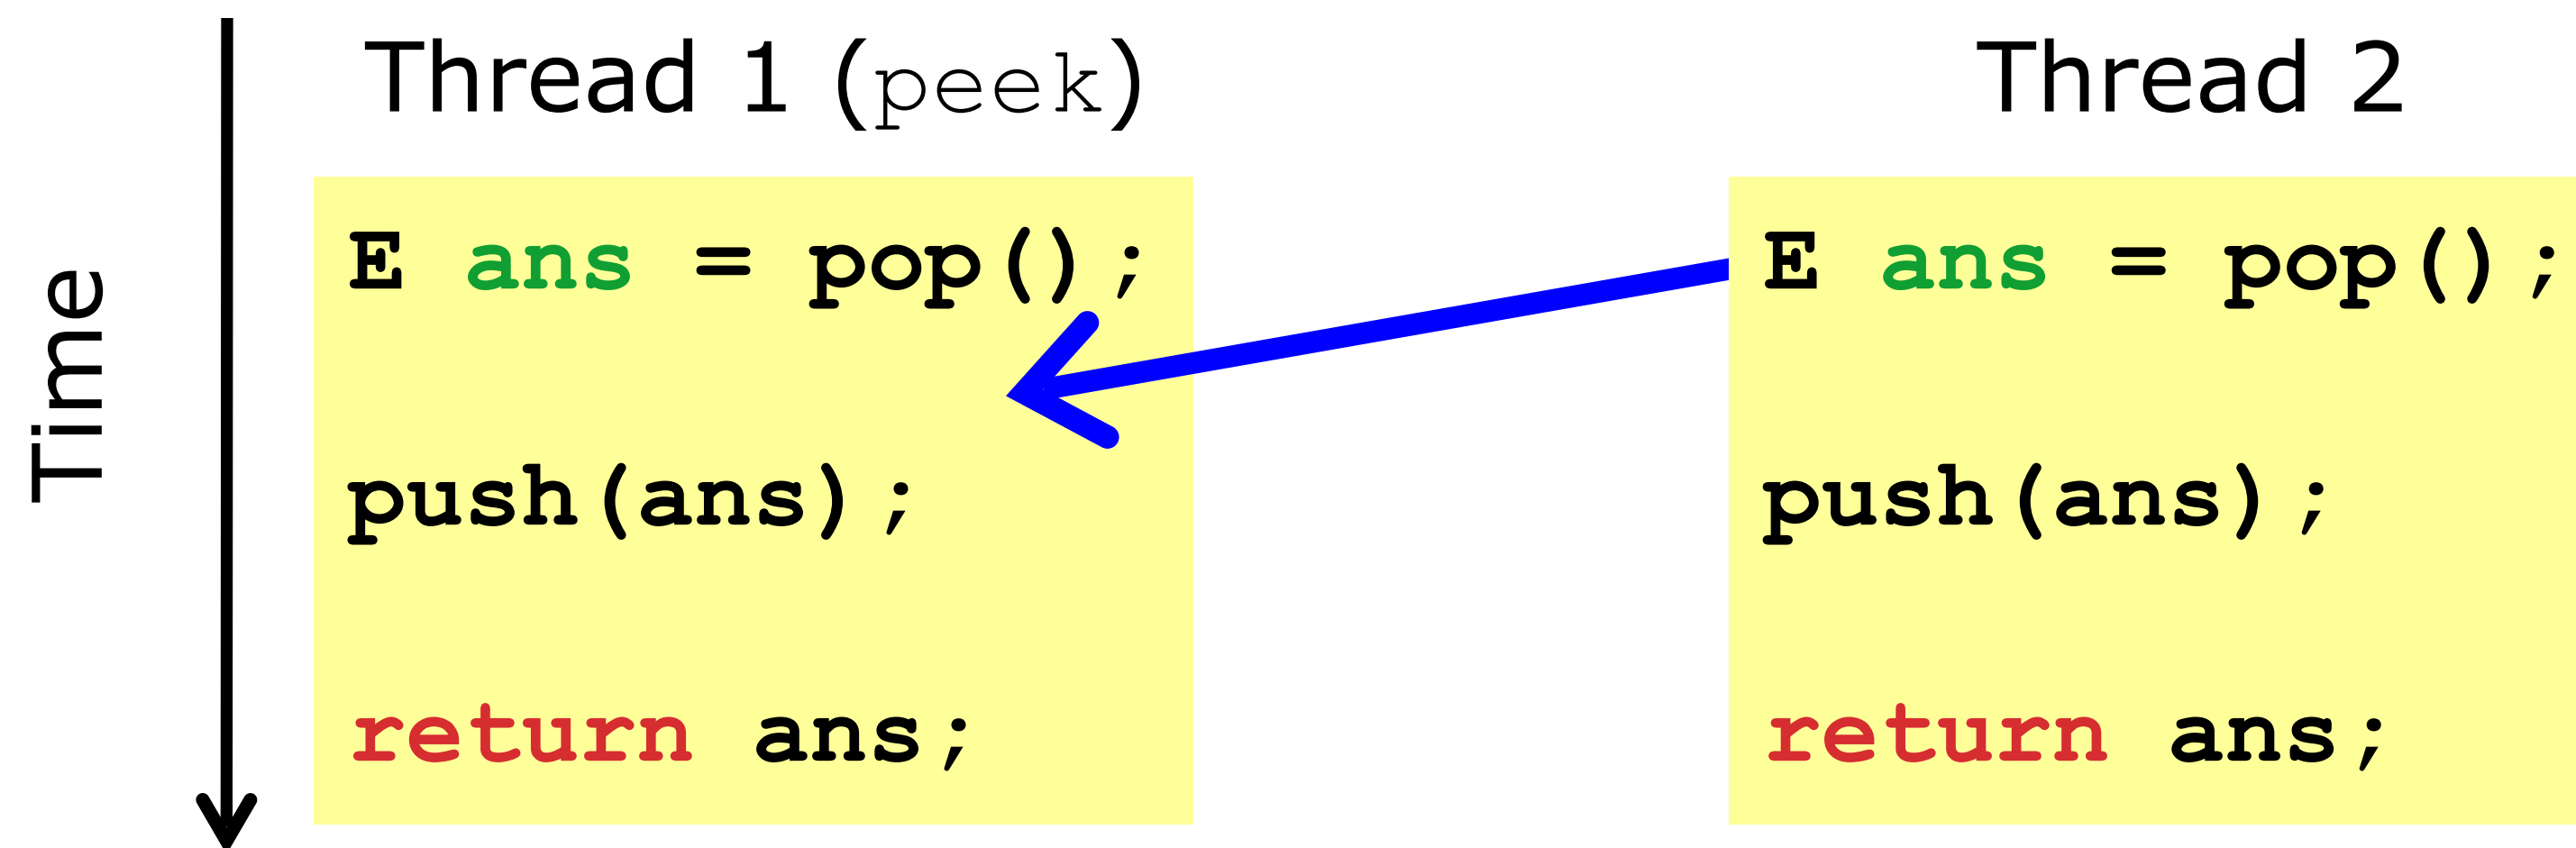 Time
Thread 1 (peek)
E ans = pop();
push(ans);
return ans;
Thread 2
E ans = pop();
push(ans);
return ans;